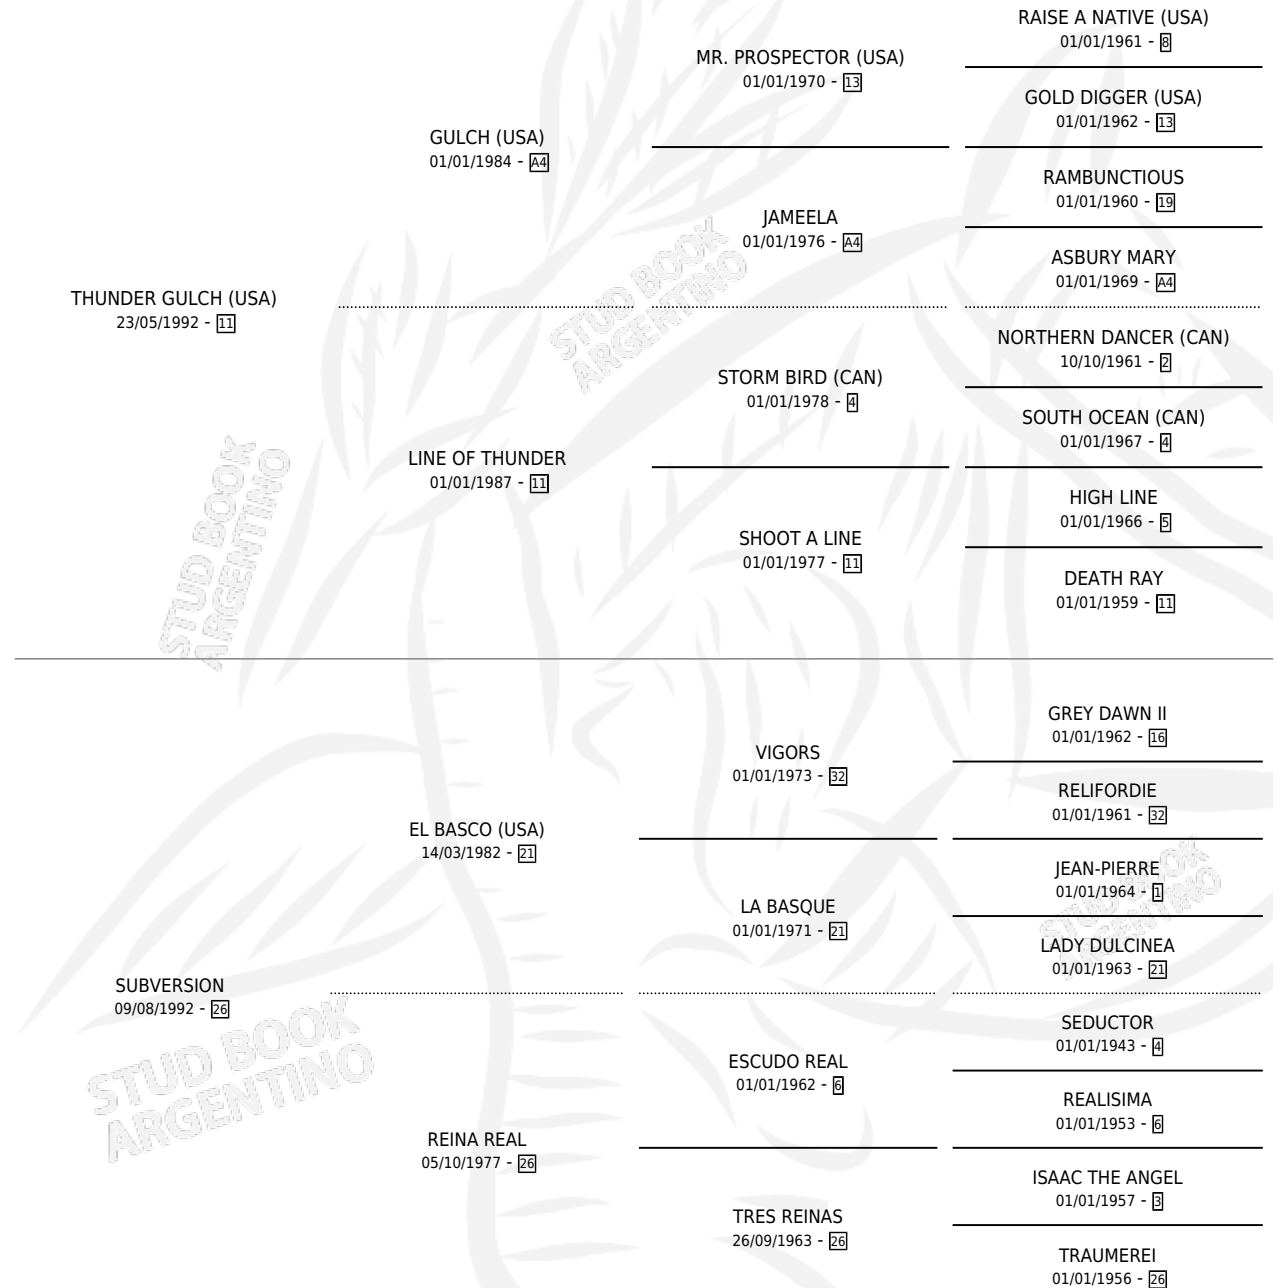 RAISE A NATIVE (USA)
01/01/1961 - 8
MR. PROSPECTOR (USA)
01/01/1970 - 13
GOLD DIGGER (USA)
01/01/1962 - 13
GULCH (USA)
01/01/1984 - A4
RAMBUNCTIOUS
01/01/1960 - 19
JAMEELA
01/01/1976 - A4
ASBURY MARY
01/01/1969 - A4
THUNDER GULCH (USA)
23/05/1992 - 11
NORTHERN DANCER (CAN)
10/10/1961 - 2
STORM BIRD (CAN)
01/01/1978 - 4
SOUTH OCEAN (CAN)
01/01/1967 - 4
LINE OF THUNDER
01/01/1987 - 11
HIGH LINE
01/01/1966 - 5
SHOOT A LINE
01/01/1977 - 11
DEATH RAY
01/01/1959 - 11
GREY DAWN II
01/01/1962 - 16
VIGORS
01/01/1973 - 32
RELIFORDIE
01/01/1961 - 32
EL BASCO (USA)
14/03/1982 - 21
JEAN-PIERRE
01/01/1964 - 1
LA BASQUE
01/01/1971 - 21
LADY DULCINEA
01/01/1963 - 21
SUBVERSION
09/08/1992 - 26
SEDUCTOR
01/01/1943 - 4
ESCUDO REAL
01/01/1962 - 6
REALISIMA
01/01/1953 - 6
REINA REAL
05/10/1977 - 26
ISAAC THE ANGEL
01/01/1957 - 3
TRES REINAS
26/09/1963 - 26
TRAUMEREI
01/01/1956 - 26
STUD BOOK
ARGENTINO
STUD BOOK
ARGENTINO
STUD BOOK
ARGENTINO
STUD BOOK
ARGENTINO